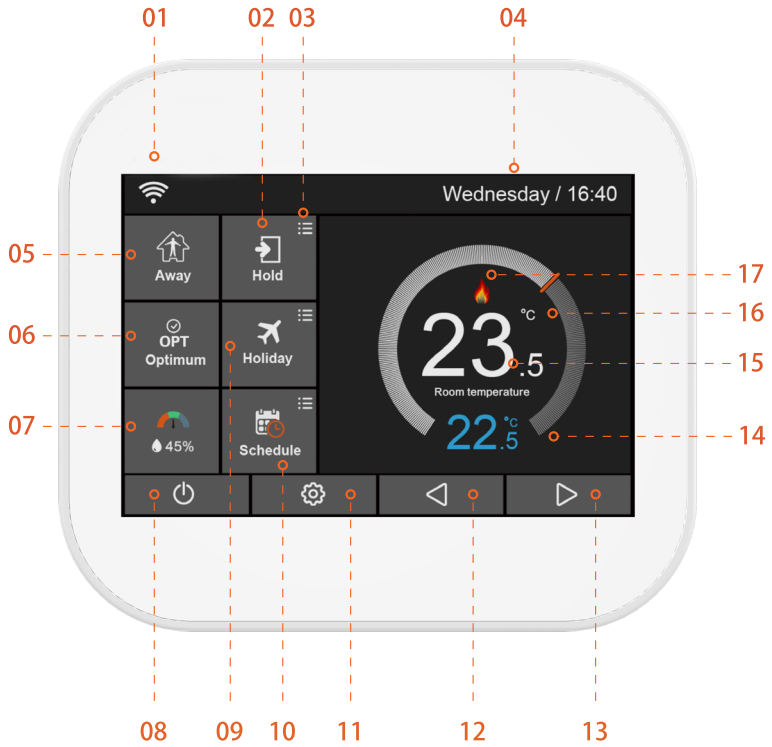 01
02
03
04
Wednesday / 16:40
05
Away
Hold
17
06
OPT
Optimum
Holiday
°C
16
23.5
15
Room temperature
07
45%
Schedule
22.5
°C
14
08
09
10
11
12
13